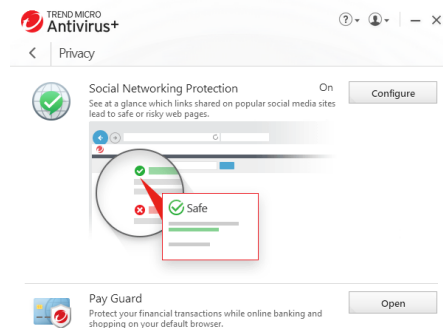 TREND MICRO
Antivirus+
Privacy
Social Networking Protection On
Configure
See at a glance which links shared on popular social media sites
lead to safe or risky web pages.
Safe
Pay Guard
Open
Protect your financial transactions while online banking and
shopping on your default browser.